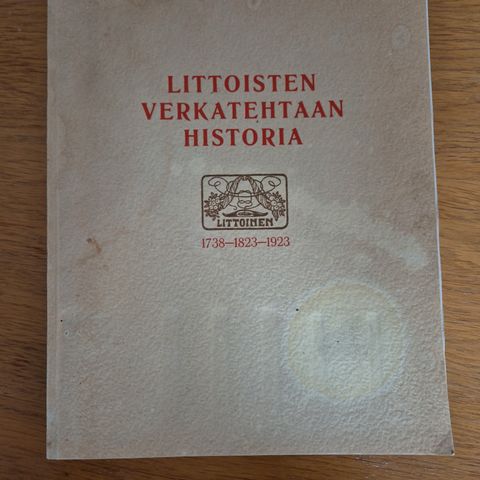 LITTOISTEN
VERKATEHTAAN
HISTORIA
LITTOINEN
1738—1823—1923